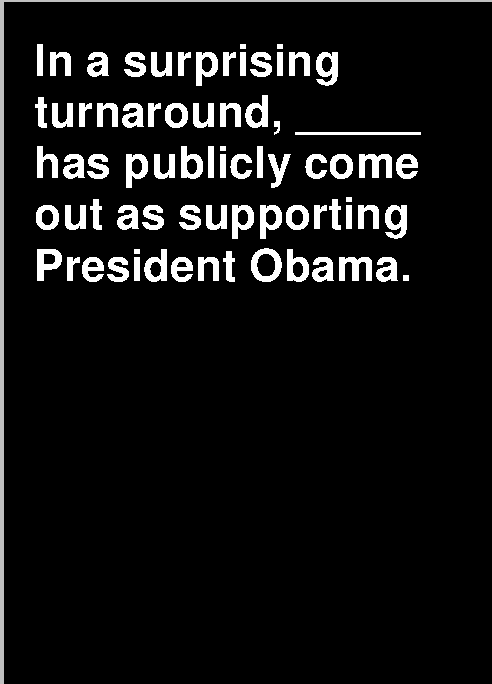 In a surprising
turnaround, _____
has publicly come
out as supporting
President Obama.